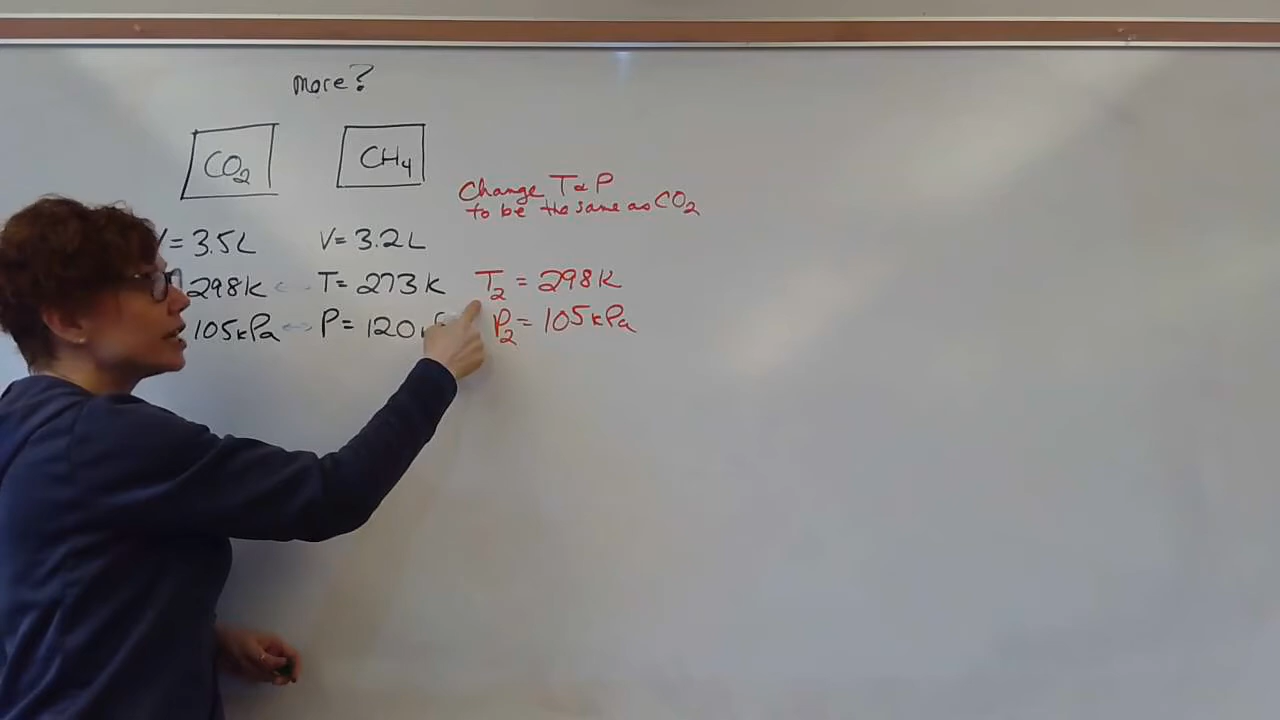 more?
CO₂ CH₄
Change T & P
to be the same as CO₂
= 3.5L V = 3.2L
298K T = 273K T₂ = 298K
105kPa P = 120 P₂ = 105kPa